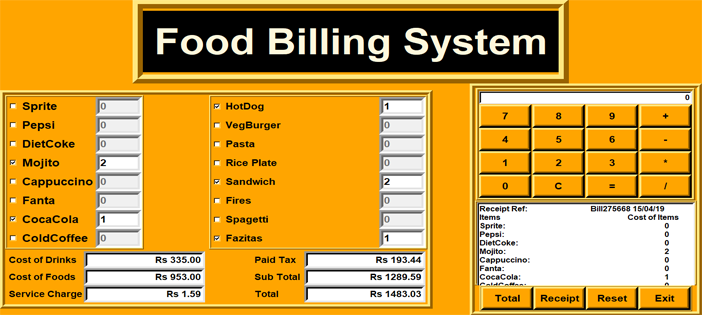 Food Billing System
Sprite 0
Pepsi 0
DietCoke 0
Mojito 2
Cappuccino 0
Fanta 0
CocaCola 1
ColdCoffee 0
HotDog 1
VegBurger 0
Pasta 0
Rice Plate 0
Sandwich 2
Fires 0
Spagetti 0
Fazitas 1
Cost of Drinks Rs 335.00
Cost of Foods Rs 953.00
Service Charge Rs 1.59
Paid Tax Rs 193.44
Sub Total Rs 1289.59
Total Rs 1483.03
0
7 8 9 +
4 5 6 -
1 2 3 *
0 C = /
Receipt Ref: Bill275668 15/04/19
Items Cost of Items
Sprite: 0
Pepsi: 0
DietCoke: 0
Mojito: 2
Cappuccino: 0
Fanta: 0
CocaCola: 1
ColdCoffee: 0
Total Receipt Reset Exit